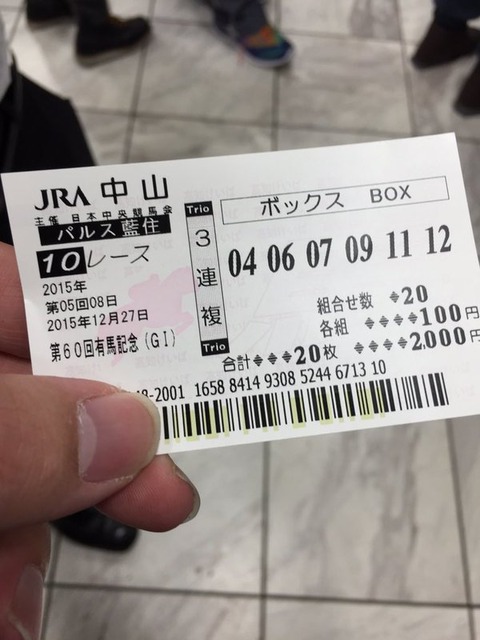 JRA 中山
主催 日本中央競馬会
パルス藍住
10レース
2015年
第05回08日
2015年12月27日
第60回有馬記念(GI)
Trio
3連複
Trio
ボックス BOX
04 06 07 09 11 12
組合せ数 ◆20
各組 ◆◆◆◆100円
合計◆◆◆20枚 ◆◆◆◆2,000円
-2001 1658 8414 9308 5244 6713 10